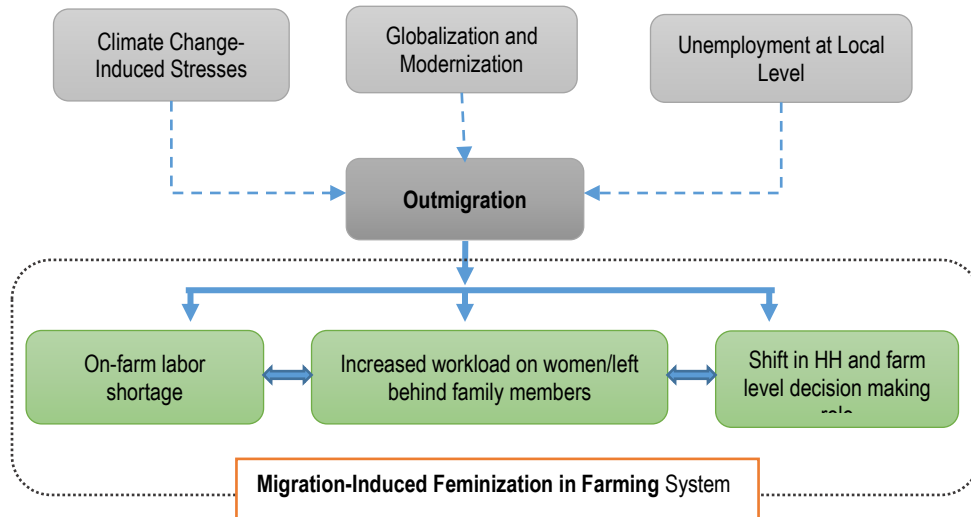 Climate Change-
Induced Stresses
Globalization and
Modernization
Unemployment at Local
Level
Outmigration
On-farm labor
shortage
Increased workload on women/left
behind family members
Shift in HH and farm
level decision making
role
Migration-Induced Feminization in Farming System